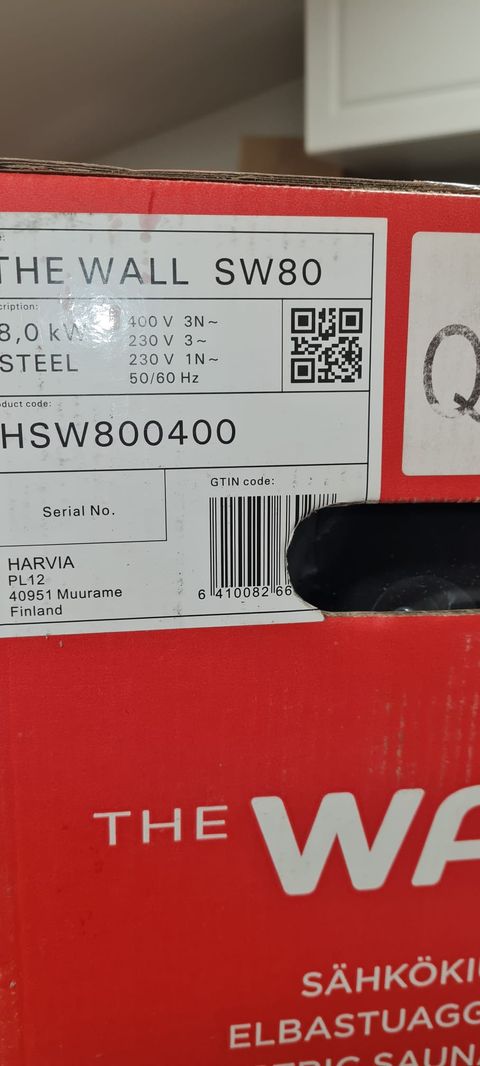 THE WALL SW80
8,0 kW 400 V 3N~
230 V 3~
STEEL 230 V 1N~
50/60 Hz
HSW800400
GTIN code:
Serial No.
HARVIA
PL12
40951 Muurame
Finland
6 410082 66
Q
THE WA
SÄHKÖKIU
ELBASTUAGG
SAUNA